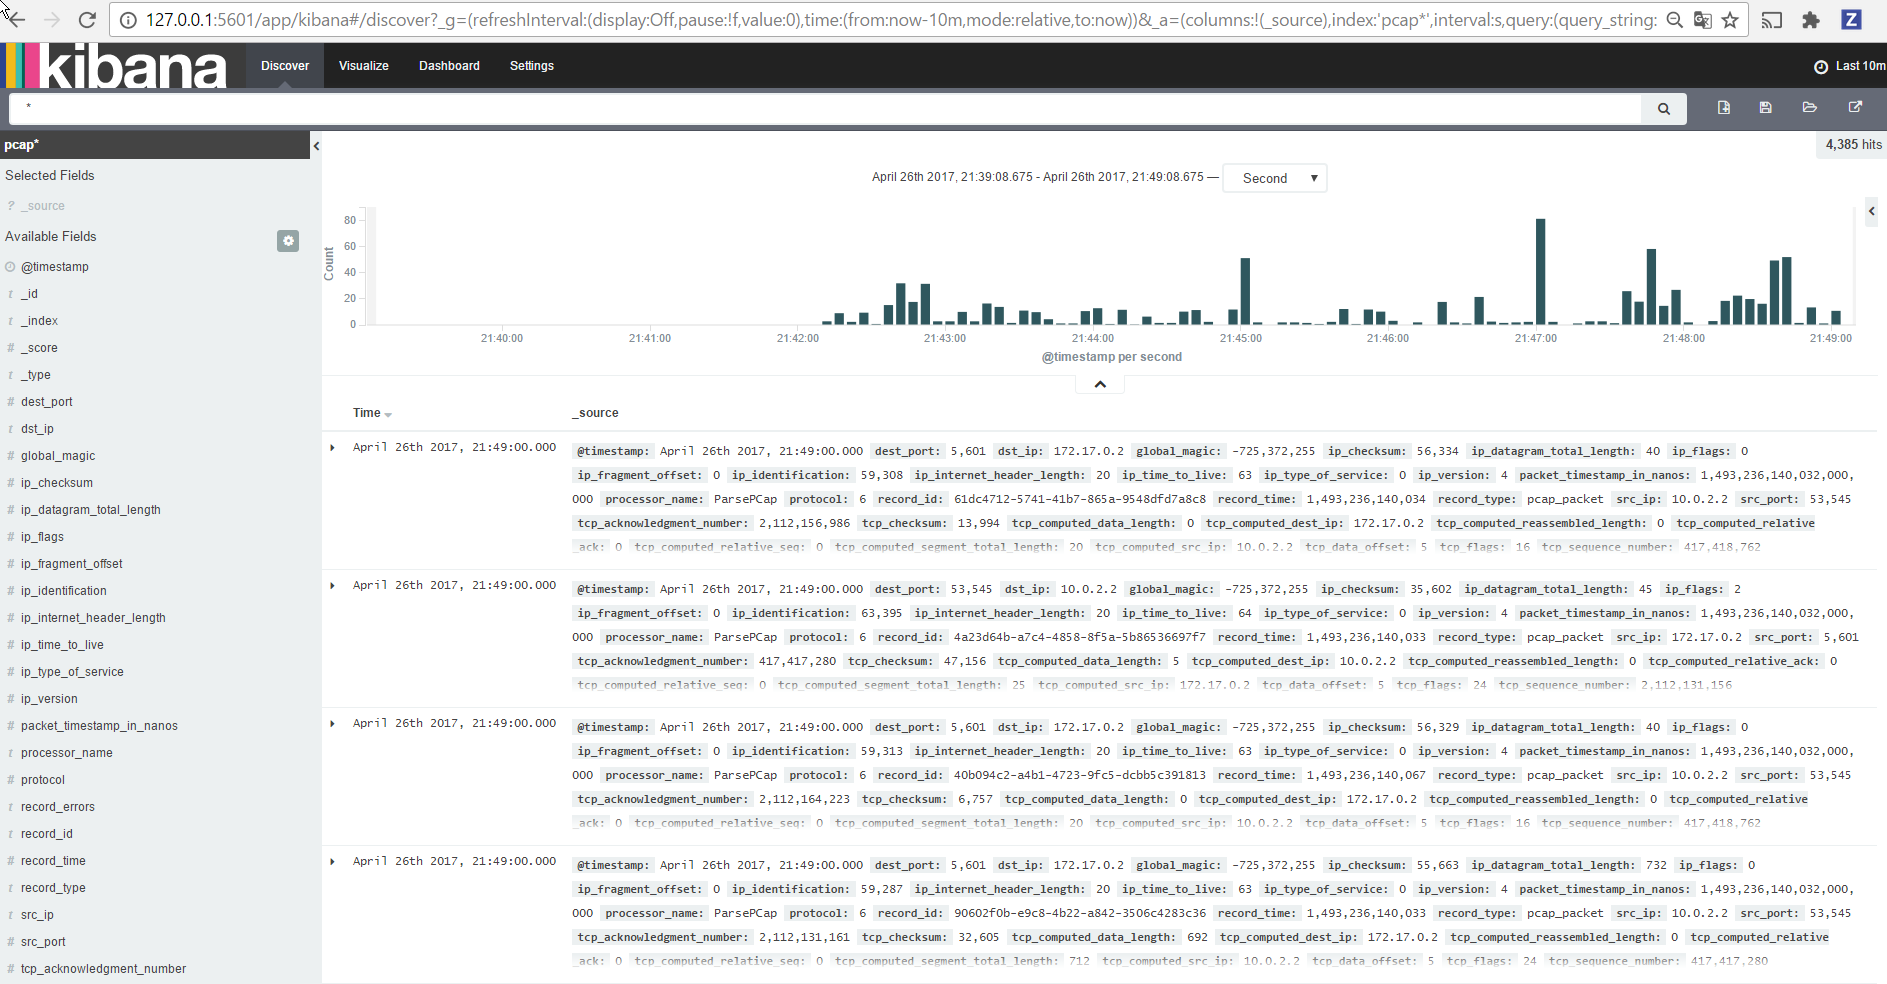 127.0.0.1:5601/app/kibana#/discover?_g=(refreshInterval:(display:Off,pause:!f,value:0),time:(from:now-10m,mode:relative,to:now))&_a=(columns:!(_source),index:'pcap*',interval:s,query:(query_string:
kibana Discover Visualize Dashboard Settings Last 10m
*
pcap*
4,385 hits
Selected Fields
? _source
Available Fields
@timestamp
t _id
t _index
# _score
t _type
# dest_port
t dst_ip
# global_magic
# ip_checksum
# ip_datagram_total_length
# ip_flags
# ip_fragment_offset
# ip_identification
# ip_internet_header_length
# ip_time_to_live
# ip_type_of_service
# ip_version
# packet_timestamp_in_nanos
t processor_name
# protocol
t record_errors
t record_id
# record_time
t record_type
t src_ip
# src_port
# tcp_acknowledgment_number
April 26th 2017, 21:39:08.675 - April 26th 2017, 21:49:08.675 — Second
Count
80
60
40
20
0
21:40:00 21:41:00 21:42:00 21:43:00 21:44:00 21:45:00 21:46:00 21:47:00 21:48:00 21:49:00
@timestamp per second
Time _source
April 26th 2017, 21:49:00.000
@timestamp: April 26th 2017, 21:49:00.000 dest_port: 5,601 dst_ip: 172.17.0.2 global_magic: -725,372,255 ip_checksum: 56,334 ip_datagram_total_length: 40 ip_flags: 0
ip_fragment_offset: 0 ip_identification: 59,308 ip_internet_header_length: 20 ip_time_to_live: 63 ip_type_of_service: 0 ip_version: 4 packet_timestamp_in_nanos: 1,493,236,140,032,000,
000 processor_name: ParsePCap protocol: 6 record_id: 61dc4712-5741-41b7-865a-9548dfd7a8c8 record_time: 1,493,236,140,034 record_type: pcap_packet src_ip: 10.0.2.2 src_port: 53,545
tcp_acknowledgment_number: 2,112,156,986 tcp_checksum: 13,994 tcp_computed_data_length: 0 tcp_computed_dest_ip: 172.17.0.2 tcp_computed_reassembled_length: 0 tcp_computed_relative
_ack: 0 tcp_computed_relative_seq: 0 tcp_computed_segment_total_length: 20 tcp_computed_src_ip: 10.0.2.2 tcp_data_offset: 5 tcp_flags: 16 tcp_sequence_number: 417,418,762
April 26th 2017, 21:49:00.000
@timestamp: April 26th 2017, 21:49:00.000 dest_port: 53,545 dst_ip: 10.0.2.2 global_magic: -725,372,255 ip_checksum: 35,602 ip_datagram_total_length: 45 ip_flags: 2
ip_fragment_offset: 0 ip_identification: 63,395 ip_internet_header_length: 20 ip_time_to_live: 64 ip_type_of_service: 0 ip_version: 4 packet_timestamp_in_nanos: 1,493,236,140,032,000,
000 processor_name: ParsePCap protocol: 6 record_id: 4a23d64b-a7c4-4858-8f5a-5b86536697f7 record_time: 1,493,236,140,033 record_type: pcap_packet src_ip: 172.17.0.2 src_port: 5,601
tcp_acknowledgment_number: 417,417,280 tcp_checksum: 47,156 tcp_computed_data_length: 5 tcp_computed_dest_ip: 10.0.2.2 tcp_computed_reassembled_length: 0 tcp_computed_relative_ack: 0
tcp_computed_relative_seq: 0 tcp_computed_segment_total_length: 25 tcp_computed_src_ip: 172.17.0.2 tcp_data_offset: 5 tcp_flags: 24 tcp_sequence_number: 2,112,131,156
April 26th 2017, 21:49:00.000
@timestamp: April 26th 2017, 21:49:00.000 dest_port: 5,601 dst_ip: 172.17.0.2 global_magic: -725,372,255 ip_checksum: 56,329 ip_datagram_total_length: 40 ip_flags: 0
ip_fragment_offset: 0 ip_identification: 59,313 ip_internet_header_length: 20 ip_time_to_live: 63 ip_type_of_service: 0 ip_version: 4 packet_timestamp_in_nanos: 1,493,236,140,032,000,
000 processor_name: ParsePCap protocol: 6 record_id: 40b094c2-a4b1-4723-9fc5-dcbb5c391813 record_time: 1,493,236,140,067 record_type: pcap_packet src_ip: 10.0.2.2 src_port: 53,545
tcp_acknowledgment_number: 2,112,164,223 tcp_checksum: 6,757 tcp_computed_data_length: 0 tcp_computed_dest_ip: 172.17.0.2 tcp_computed_reassembled_length: 0 tcp_computed_relative
_ack: 0 tcp_computed_relative_seq: 0 tcp_computed_segment_total_length: 20 tcp_computed_src_ip: 10.0.2.2 tcp_data_offset: 5 tcp_flags: 16 tcp_sequence_number: 417,418,762
April 26th 2017, 21:49:00.000
@timestamp: April 26th 2017, 21:49:00.000 dest_port: 5,601 dst_ip: 172.17.0.2 global_magic: -725,372,255 ip_checksum: 55,663 ip_datagram_total_length: 732 ip_flags: 0
ip_fragment_offset: 0 ip_identification: 59,287 ip_internet_header_length: 20 ip_time_to_live: 63 ip_type_of_service: 0 ip_version: 4 packet_timestamp_in_nanos: 1,493,236,140,032,000,
000 processor_name: ParsePCap protocol: 6 record_id: 90602f0b-e9c8-4b22-a842-3506c4283c36 record_time: 1,493,236,140,033 record_type: pcap_packet src_ip: 10.0.2.2 src_port: 53,545
tcp_acknowledgment_number: 2,112,131,161 tcp_checksum: 32,605 tcp_computed_data_length: 692 tcp_computed_dest_ip: 172.17.0.2 tcp_computed_reassembled_length: 0 tcp_computed_relative
_ack: 0 tcp_computed_relative_seq: 0 tcp_computed_segment_total_length: 712 tcp_computed_src_ip: 10.0.2.2 tcp_data_offset: 5 tcp_flags: 24 tcp_sequence_number: 417,417,280